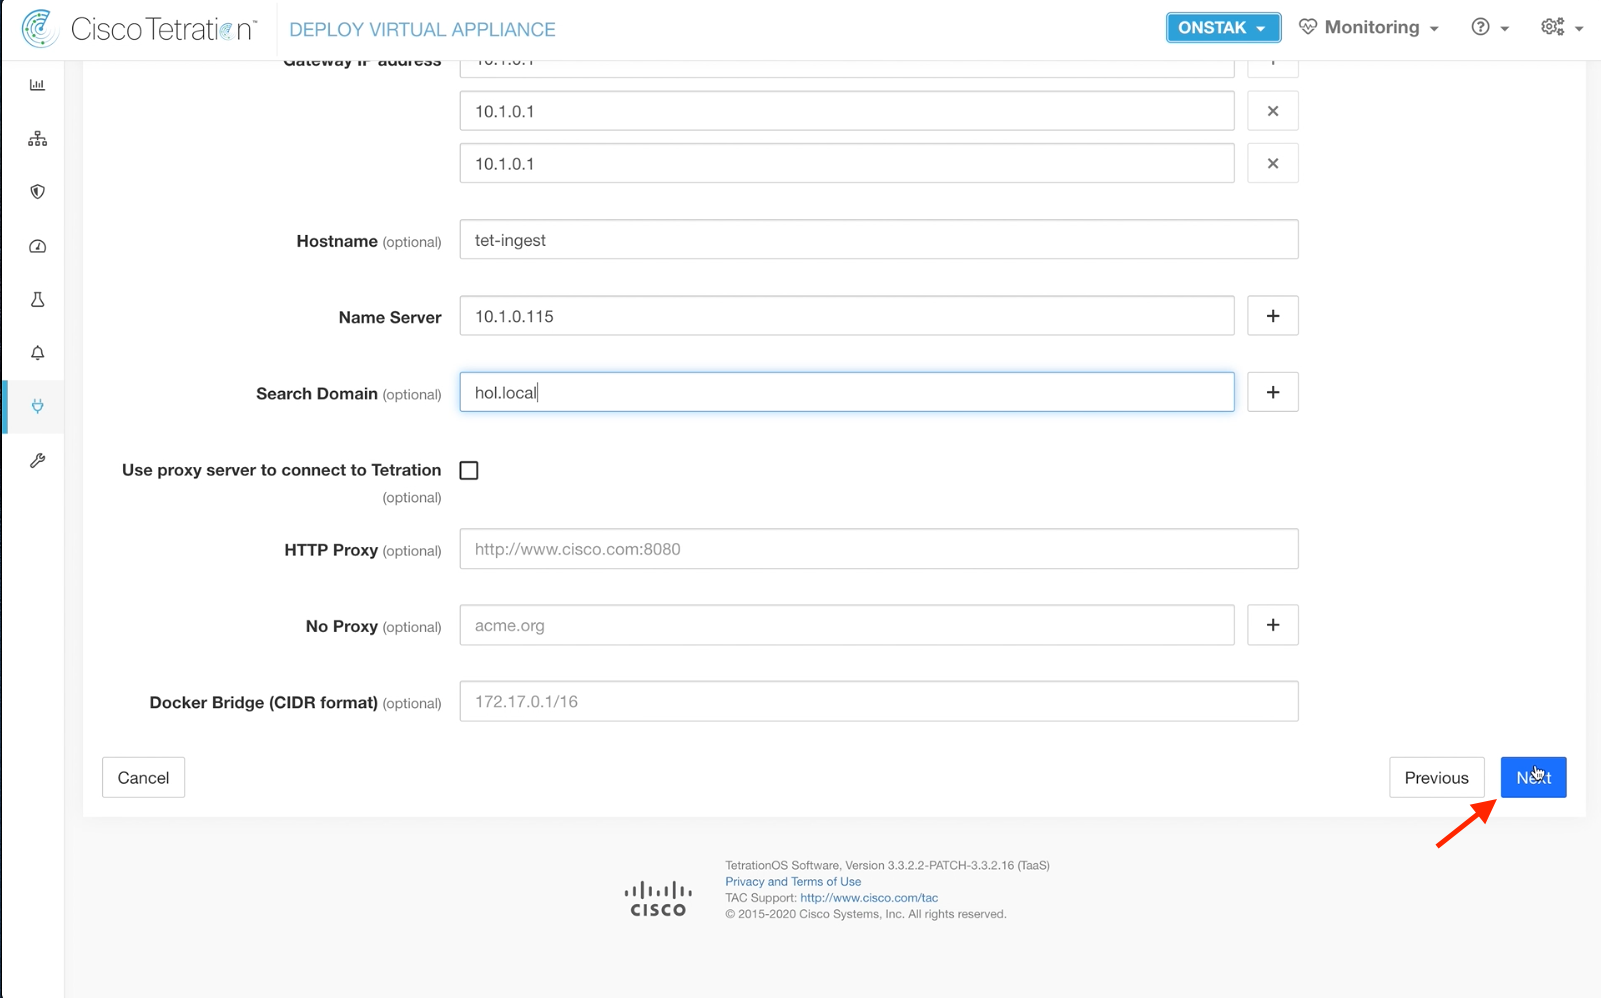 Cisco Tetration™
DEPLOY VIRTUAL APPLIANCE
ONSTAK
Monitoring
Gateway IP address
10.1.0.1
10.1.0.1
10.1.0.1
Hostname (optional)
tet-ingest
Name Server
10.1.0.115
Search Domain (optional)
hol.local
Use proxy server to connect to Tetration
(optional)
HTTP Proxy (optional)
http://www.cisco.com:8080
No Proxy (optional)
acme.org
Docker Bridge (CIDR format) (optional)
172.17.0.1/16
Cancel
Previous
Next
TetrationOS Software, Version 3.3.2.2-PATCH-3.3.2.16 (TaaS)
Privacy and Terms of Use
TAC Support: http://www.cisco.com/tac
© 2015-2020 Cisco Systems, Inc. All rights reserved.
CISCO